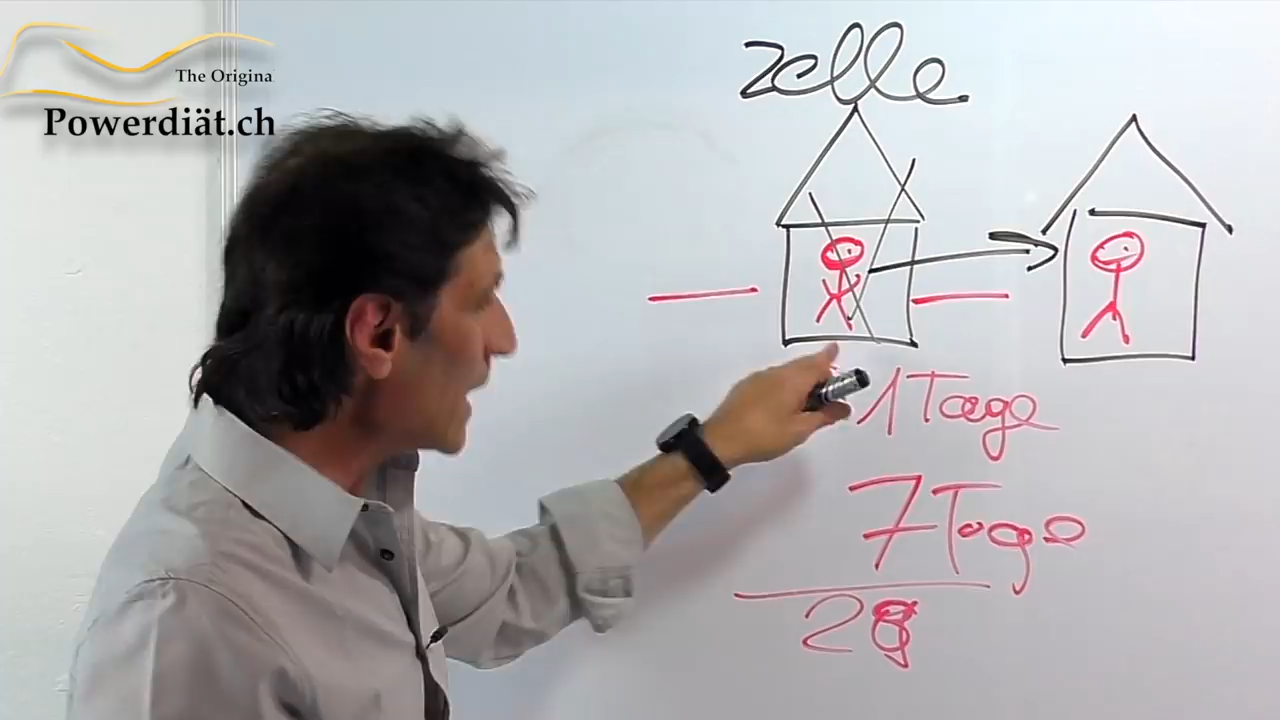 The Origina
Powerdiät.ch
Zelle
1 Tage
7 Tage
28